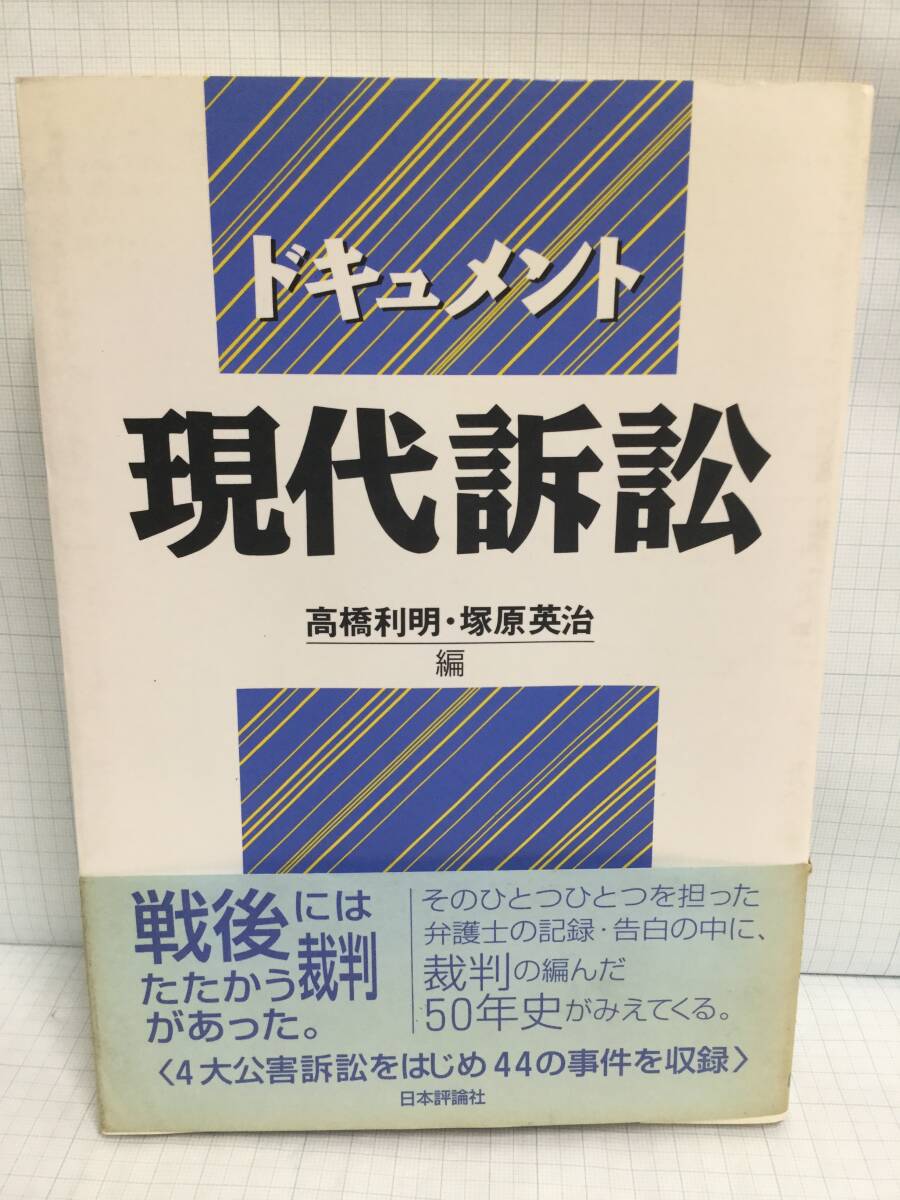 ドキュメント
現代訴訟
高橋利明・塚原英治
編
戦後には
たたかう裁判
があった。
そのひとつひとつを担った
弁護士の記録・告白の中に、
裁判の編んだ
50年史がみえてくる。
〈4大公害訴訟をはじめ44の事件を収録〉
日本評論社